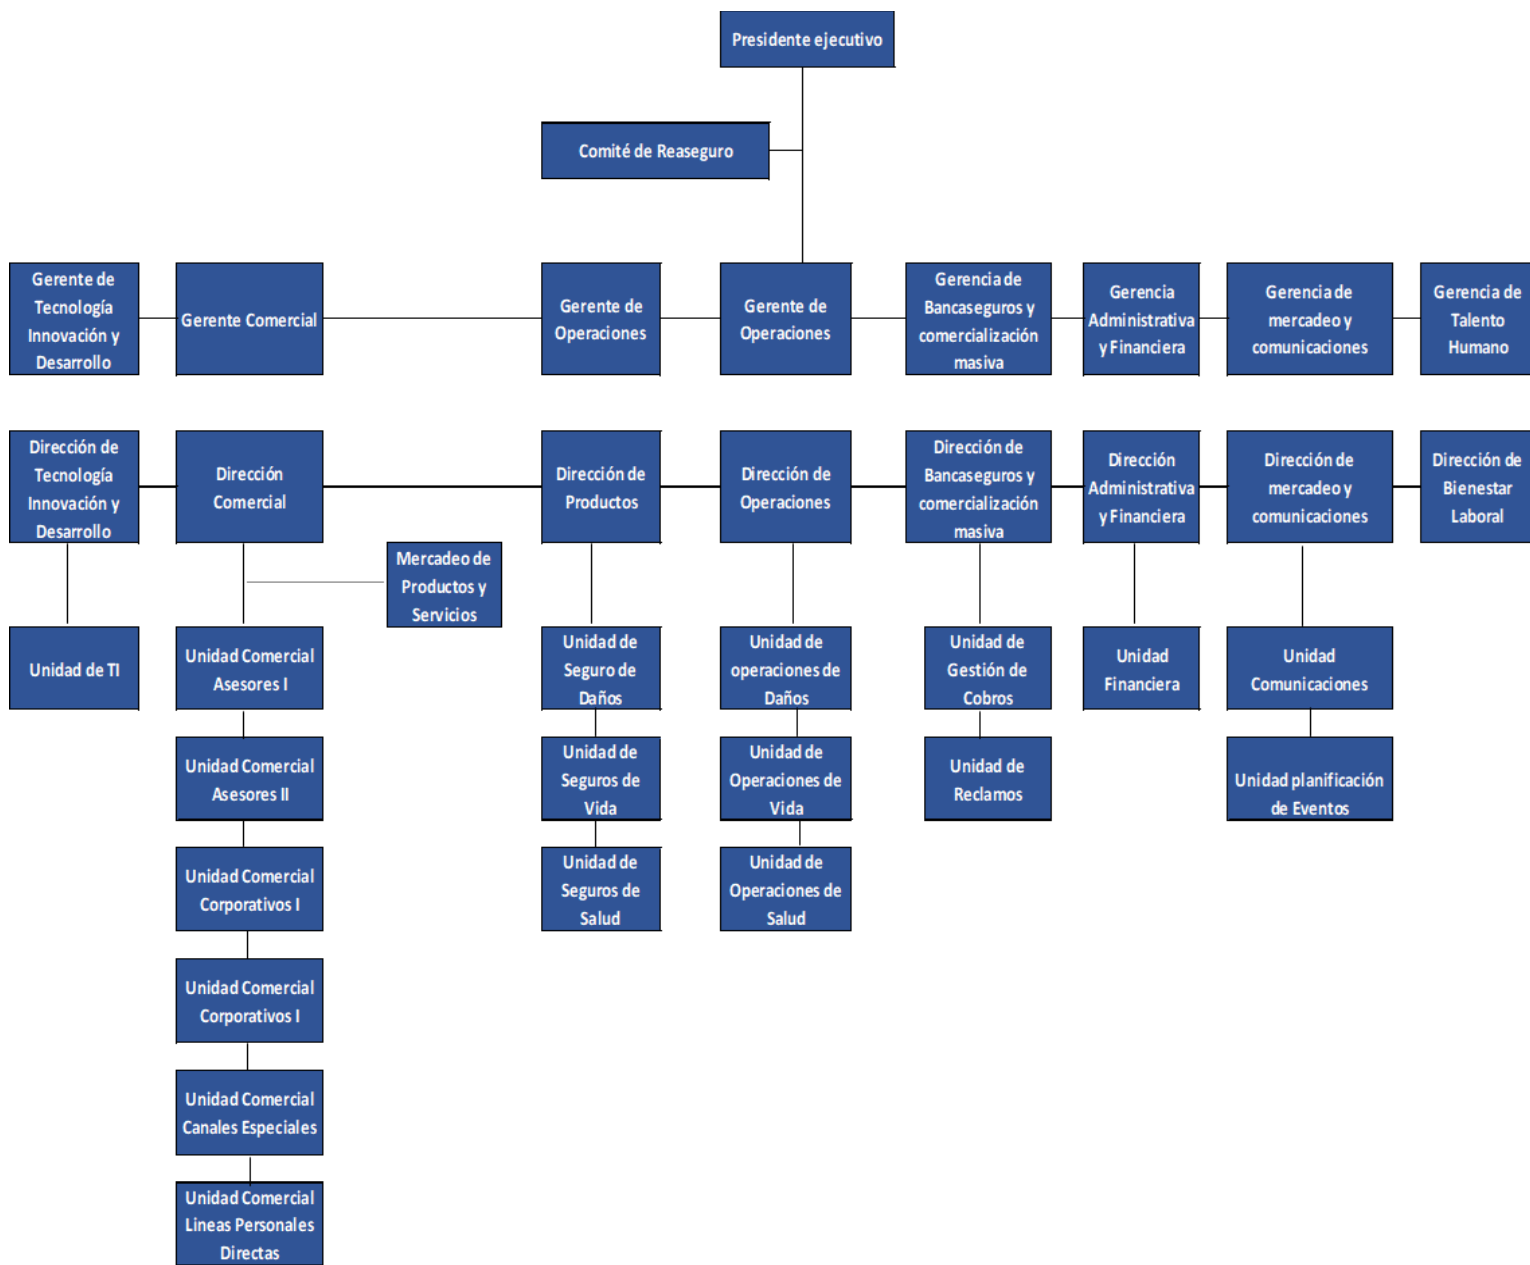 Presidente ejecutivo
Comité de Reaseguro
Gerente de
Tecnología
Innovación y
Desarrollo
Gerente Comercial
Gerente de
Operaciones
Gerente de
Operaciones
Gerencia de
Bancaseguros y
comercialización
masiva
Gerencia
Administrativa
y Financiera
Gerencia de
mercadeo y
comunicaciones
Gerencia de
Talento
Humano
Dirección de
Tecnología
Innovación y
Desarrollo
Dirección
Comercial
Dirección de
Productos
Dirección de
Operaciones
Dirección de
Bancaseguros y
comercialización
masiva
Dirección
Administrativa
y Financiera
Dirección de
mercadeo y
comunicaciones
Dirección de
Bienestar
Laboral
Mercadeo de
Productos y
Servicios
Unidad de TI
Unidad Comercial
Asesores I
Unidad de
Seguro de
Daños
Unidad de
operaciones de
Daños
Unidad de
Gestión de
Cobros
Unidad
Financiera
Unidad
Comunicaciones
Unidad Comercial
Asesores II
Unidad de
Seguros de
Vida
Unidad de
Operaciones de
Vida
Unidad de
Reclamos
Unidad planificación
de Eventos
Unidad Comercial
Corporativos I
Unidad de
Seguros de
Salud
Unidad de
Operaciones de
Salud
Unidad Comercial
Corporativos I
Unidad Comercial
Canales Especiales
Unidad Comercial
Lineas Personales
Directas